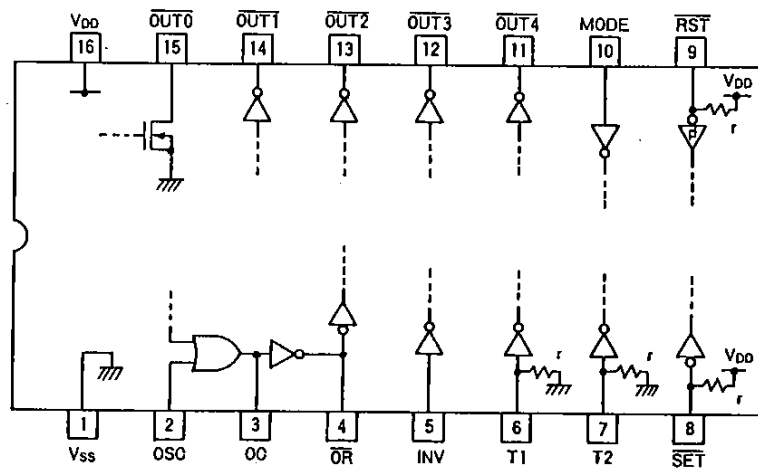 VDD OUT0 OUT1 OUT2 OUT3 OUT4 MODE RST
16 15 14 13 12 11 10 9
VDD
r
r r VDD
r
1 2 3 4 5 6 7 8
VSS OSC OC OR INV T1 T2 SET